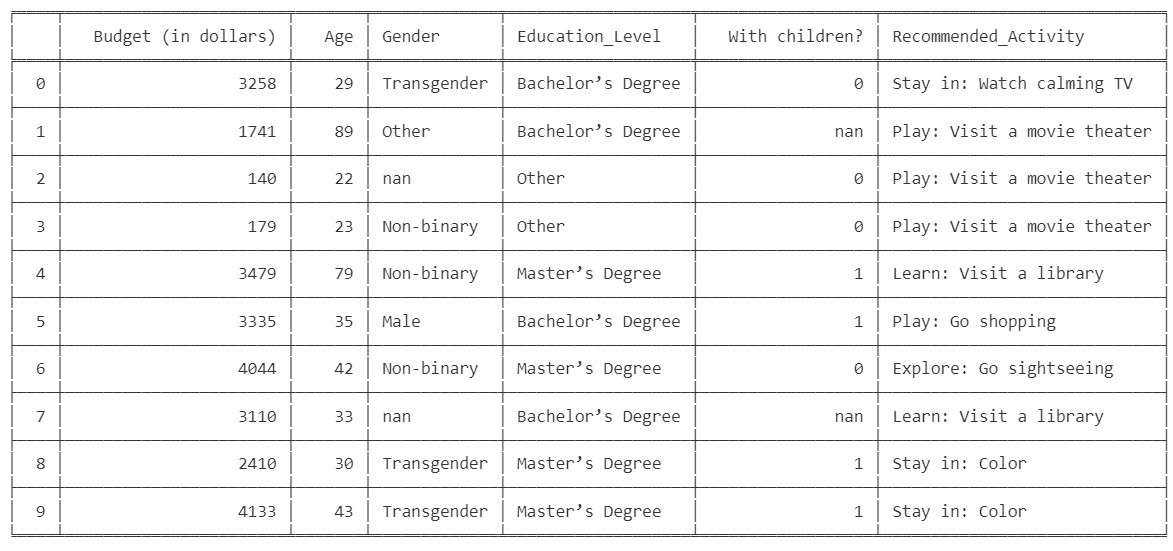 Budget (in dollars) Age Gender Education_Level With children? Recommended_Activity
0 3258 29 Transgender Bachelor’s Degree 0 Stay in: Watch calming TV
1 1741 89 Other Bachelor’s Degree nan Play: Visit a movie theater
2 140 22 nan Other 0 Play: Visit a movie theater
3 179 23 Non-binary Other 0 Play: Visit a movie theater
4 3479 79 Non-binary Master’s Degree 1 Learn: Visit a library
5 3335 35 Male Bachelor’s Degree 1 Play: Go shopping
6 4044 42 Non-binary Master’s Degree 0 Explore: Go sightseeing
7 3110 33 nan Bachelor’s Degree nan Learn: Visit a library
8 2410 30 Transgender Master’s Degree 1 Stay in: Color
9 4133 43 Transgender Master’s Degree 1 Stay in: Color